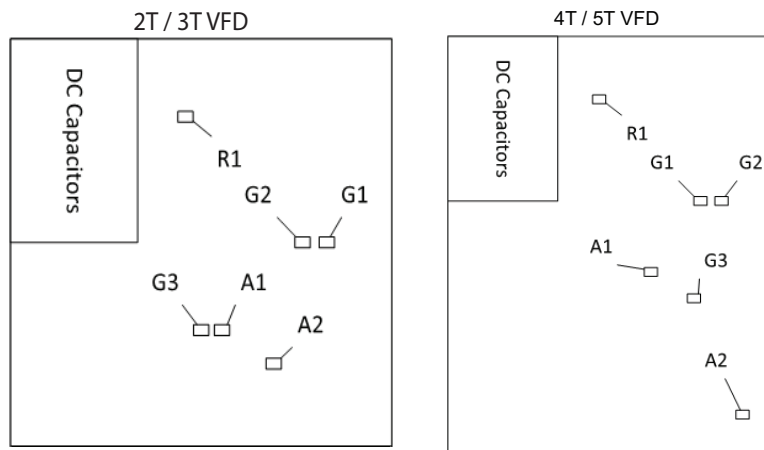 2T / 3T VFD
DC Capacitors
R1
G2
G1
G3
A1
A2
4T / 5T VFD
DC Capacitors
R1
G1
G2
A1
G3
A2